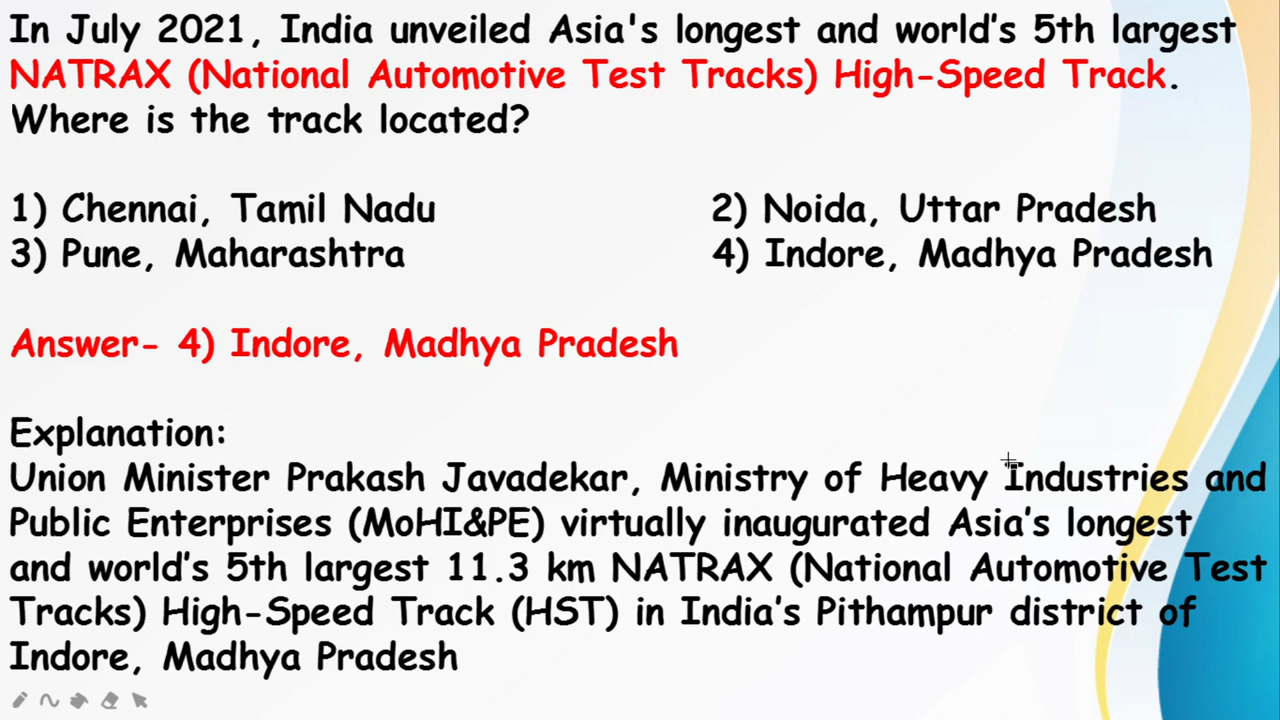 In July 2021, India unveiled Asia's longest and world's 5th largest
NATRAX (National Automotive Test Tracks) High-Speed Track.
Where is the track located?
1) Chennai, Tamil Nadu 2) Noida, Uttar Pradesh
3) Pune, Maharashtra 4) Indore, Madhya Pradesh
Answer- 4) Indore, Madhya Pradesh
Explanation:
Union Minister Prakash Javadekar, Ministry of Heavy Industries and
Public Enterprises (MoHI&PE) virtually inaugurated Asia's longest
and world's 5th largest 11.3 km NATRAX (National Automotive Test
Tracks) High-Speed Track (HST) in India's Pithampur district of
Indore, Madhya Pradesh